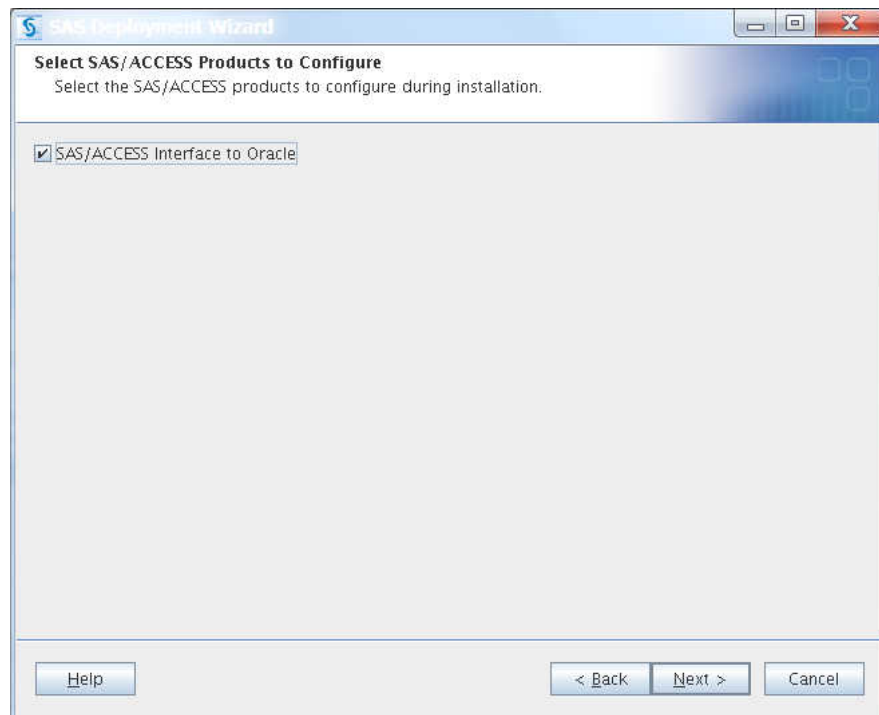 SAS Deployment Wizard
Select SAS/ACCESS Products to Configure
Select the SAS/ACCESS products to configure during installation.
SAS/ACCESS Interface to Oracle
Help
< Back
Next >
Cancel